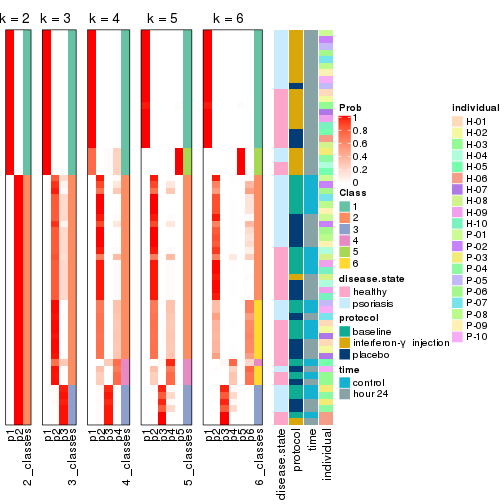 k = 2
k = 3
k = 4
k = 5
k = 6
p1
p2
2_classes
p1
p2
p3
3_classes
p1
p2
p3
p4
4_classes
p1
p2
p3
p4
p5
5_classes
p1
p2
p3
p4
p5
p6
6_classes
disease.state
protocol
time
individual
Prob
1
0.8
0.6
0.4
0.2
0
Class
1
2
3
4
5
6
disease.state
healthy
psoriasis
protocol
baseline
interferon-γ injection
placebo
time
control
hour 24
individual
H-01
H-02
H-03
H-04
H-05
H-06
H-07
H-08
H-09
H-10
P-01
P-02
P-03
P-04
P-05
P-06
P-07
P-08
P-09
P-10